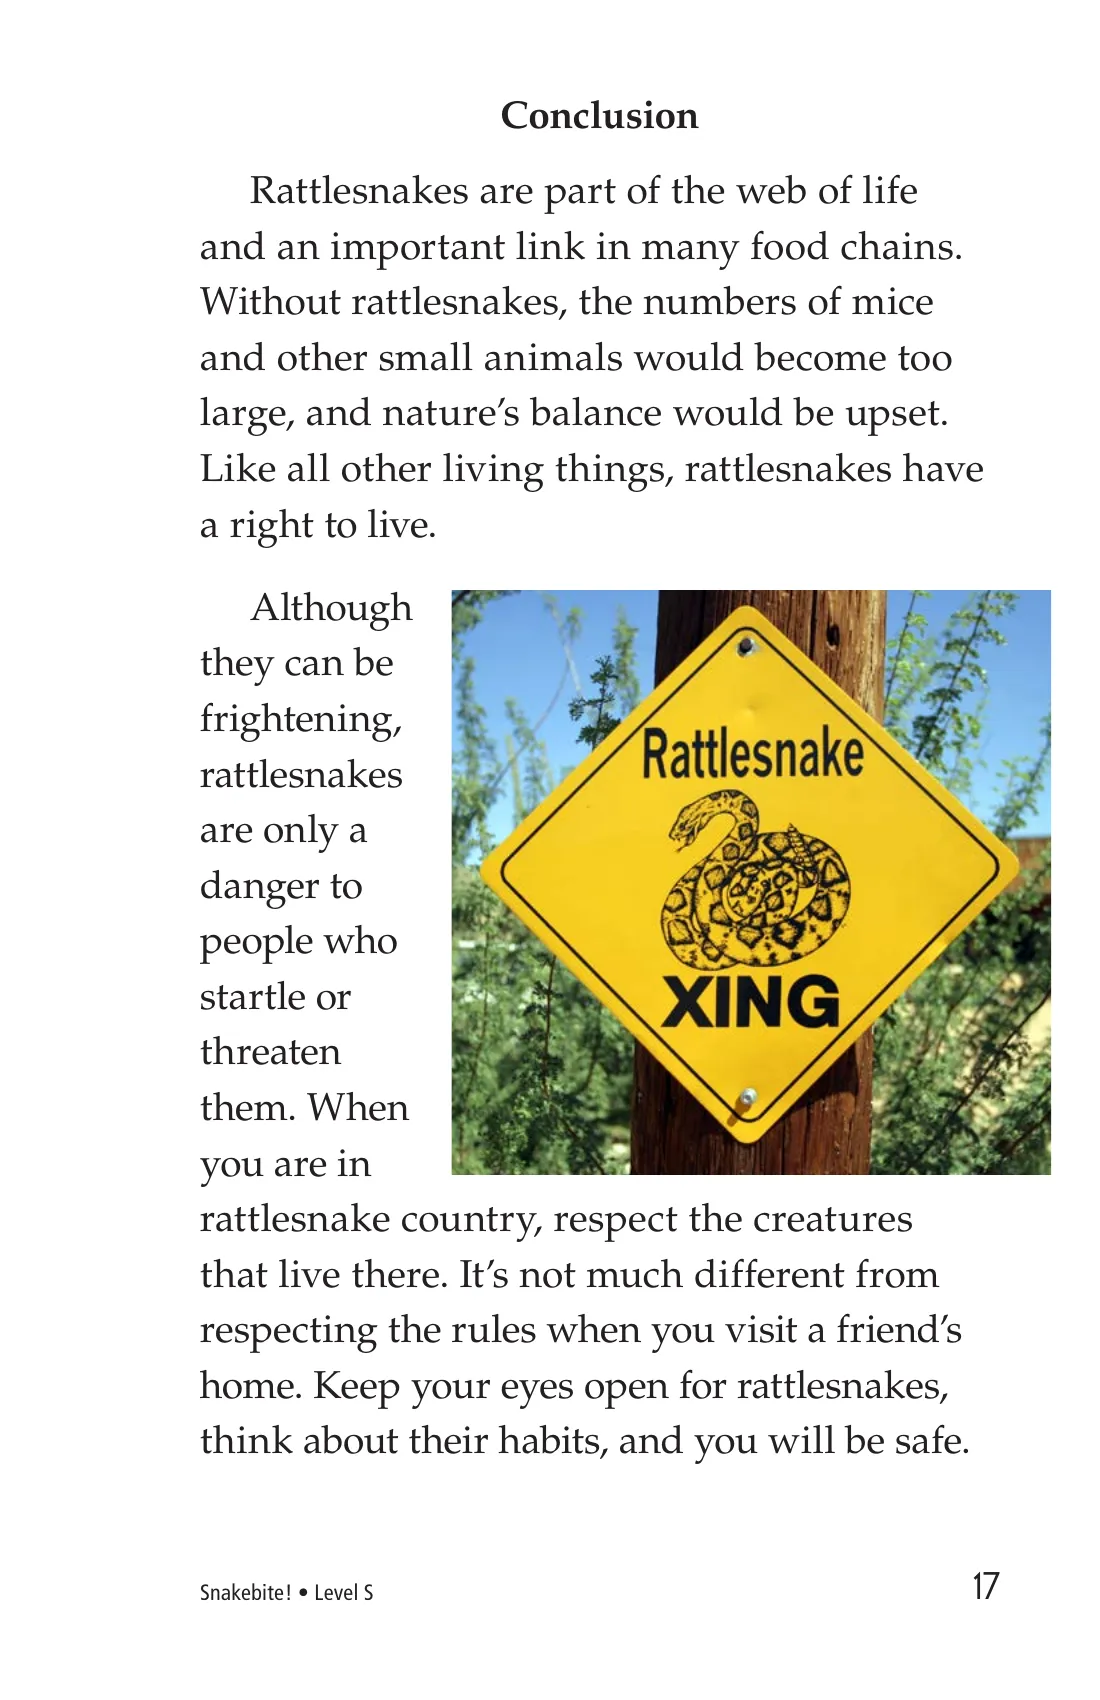 Conclusion
Rattlesnakes are part of the web of life
and an important link in many food chains.
Without rattlesnakes, the numbers of mice
and other small animals would become too
large, and nature’s balance would be upset.
Like all other living things, rattlesnakes have
a right to live.
Although
they can be
frightening,
rattlesnakes
are only a
danger to
people who
startle or
threaten
them. When
you are in
rattlesnake country, respect the creatures
that live there. It’s not much different from
respecting the rules when you visit a friend’s
home. Keep your eyes open for rattlesnakes,
think about their habits, and you will be safe.
Rattlesnake
XING
Snakebite! • Level S
17